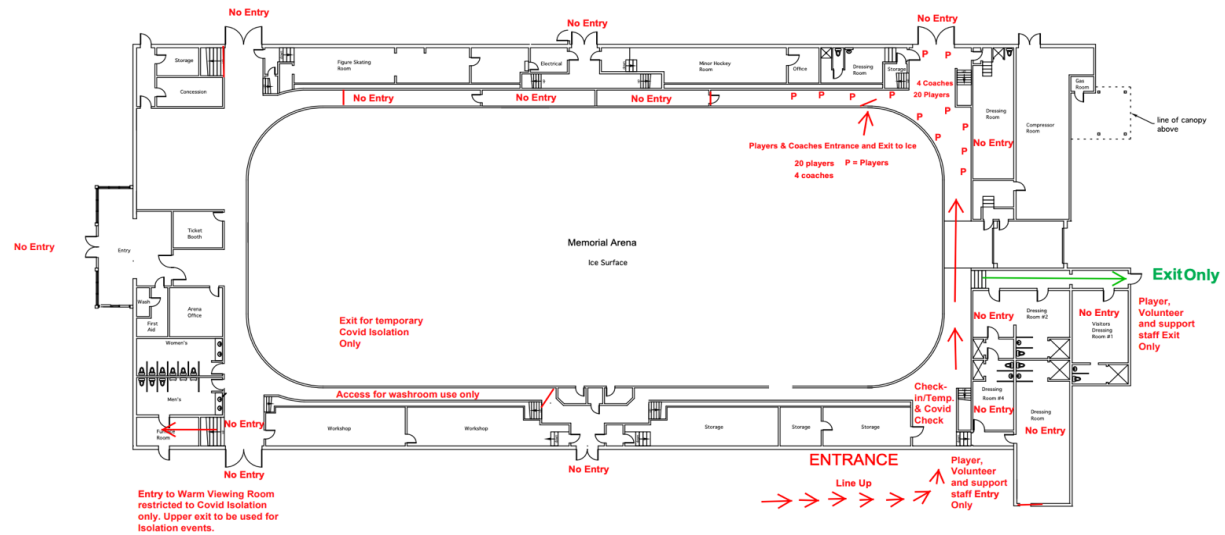 No Entry
No Entry
No Entry
Storage
Concession
Figure Skating
Room
Electrical
Minor Hockey
Room
Office
Dressing
Room
Storage
P
P
4 Coaches
20 Players
Dressing
Room
Gas
Room
Compressor
Room
line of canopy
above
No Entry
No Entry
No Entry
P
P
P
P
P
P
P
P
P
No Entry
Players & Coaches Entrance and Exit to Ice
20 players
P = Players
4 coaches
Ticket
Booth
No Entry
Entry
Memorial Arena
Ice Surface
Exit Only
Wash
First
Aid
Arena
Office
Exit for temporary
Covid Isolation
Only
No Entry
Dressing
Room #2
No Entry
Visitors
Dressing
Room #1
Player,
Volunteer
and support
staff Exit
Only
Women's
Men's
Access for washroom use only
Check-
in/Temp.
& Covid
Check
Dressing
Room #4
No Entry
Dressing
Room
No Entry
No Entry
Room
Workshop
Workshop
Storage
Storage
Storage
No Entry
No Entry
ENTRANCE
Line Up
Player,
Volunteer
and support
staff Entry
Only
Entry to Warm Viewing Room
restricted to Covid Isolation
only. Upper exit to be used for
Isolation events.